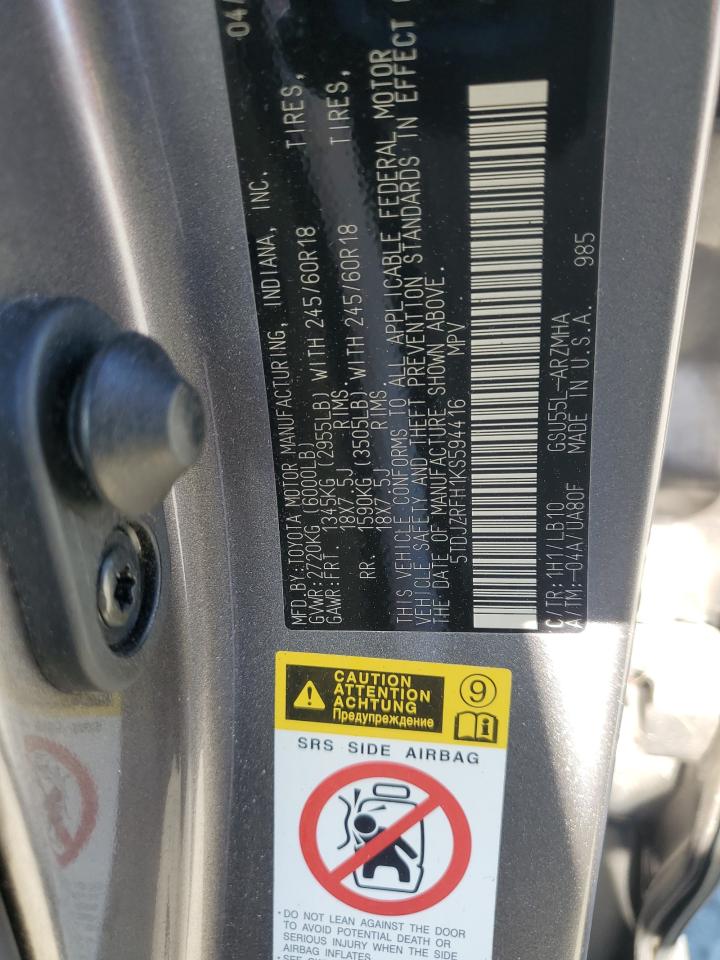 04/
MFD.BY:TOYOTA MOTOR MANUFACTURING, INDIANA, INC.
GVWR:2720KG (6000LB)
GAWR:FRT. 1345KG (2955LB) WITH 245/60R18 TIRES,
18X7.5J RIMS.
RR. 1590KG (3505LB) WITH 245/60R18 TIRES,
18X7.5J RIMS.
THIS VEHICLE CONFORMS TO ALL APPLICABLE FEDERAL MOTOR
VEHICLE SAFETY AND THEFT PREVENTION STANDARDS IN EFFECT
THE DATE OF MANUFACTURE SHOWN ABOVE.
5TDJZRFH1KS594416 MPV
C/TR:1H1/LB10 GSU55L-ARZMHA
A/TM:-04A/UA80F MADE IN U.S.A. 985
CAUTION
ATTENTION
ACHTUNG
Предупреждение
9
i
SRS SIDE AIRBAG
• DO NOT LEAN AGAINST THE DOOR
TO AVOID POTENTIAL DEATH OR
SERIOUS INJURY WHEN THE SIDE
AIRBAG INFLATES.
• SEE